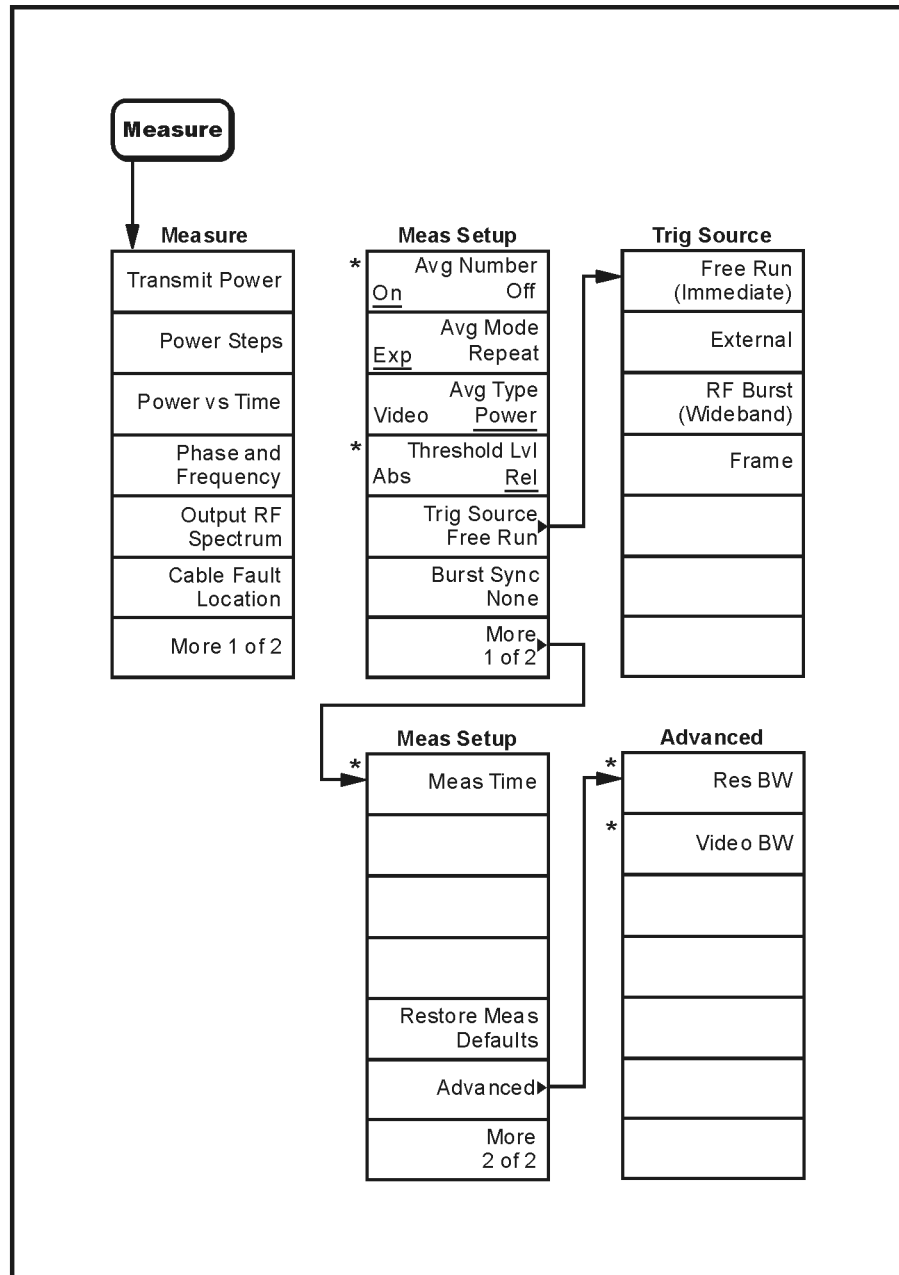 Measure
Measure
Transmit Power
Power Steps
Power vs Time
Phase and
Frequency
Output RF
Spectrum
Cable Fault
Location
More 1 of 2
Meas Setup
* Avg Number
On Off
Avg Mode
Exp Repeat
Avg Type
Video Power
* Threshold Lvl
Abs Rel
Trig Source
Free Run
Burst Sync
None
More
1 of 2
Trig Source
Free Run
(Immediate)
External
RF Burst
(Wideband)
Frame
Meas Setup
* Meas Time
Restore Meas
Defaults
Advanced
More
2 of 2
Advanced
* Res BW
* Video BW